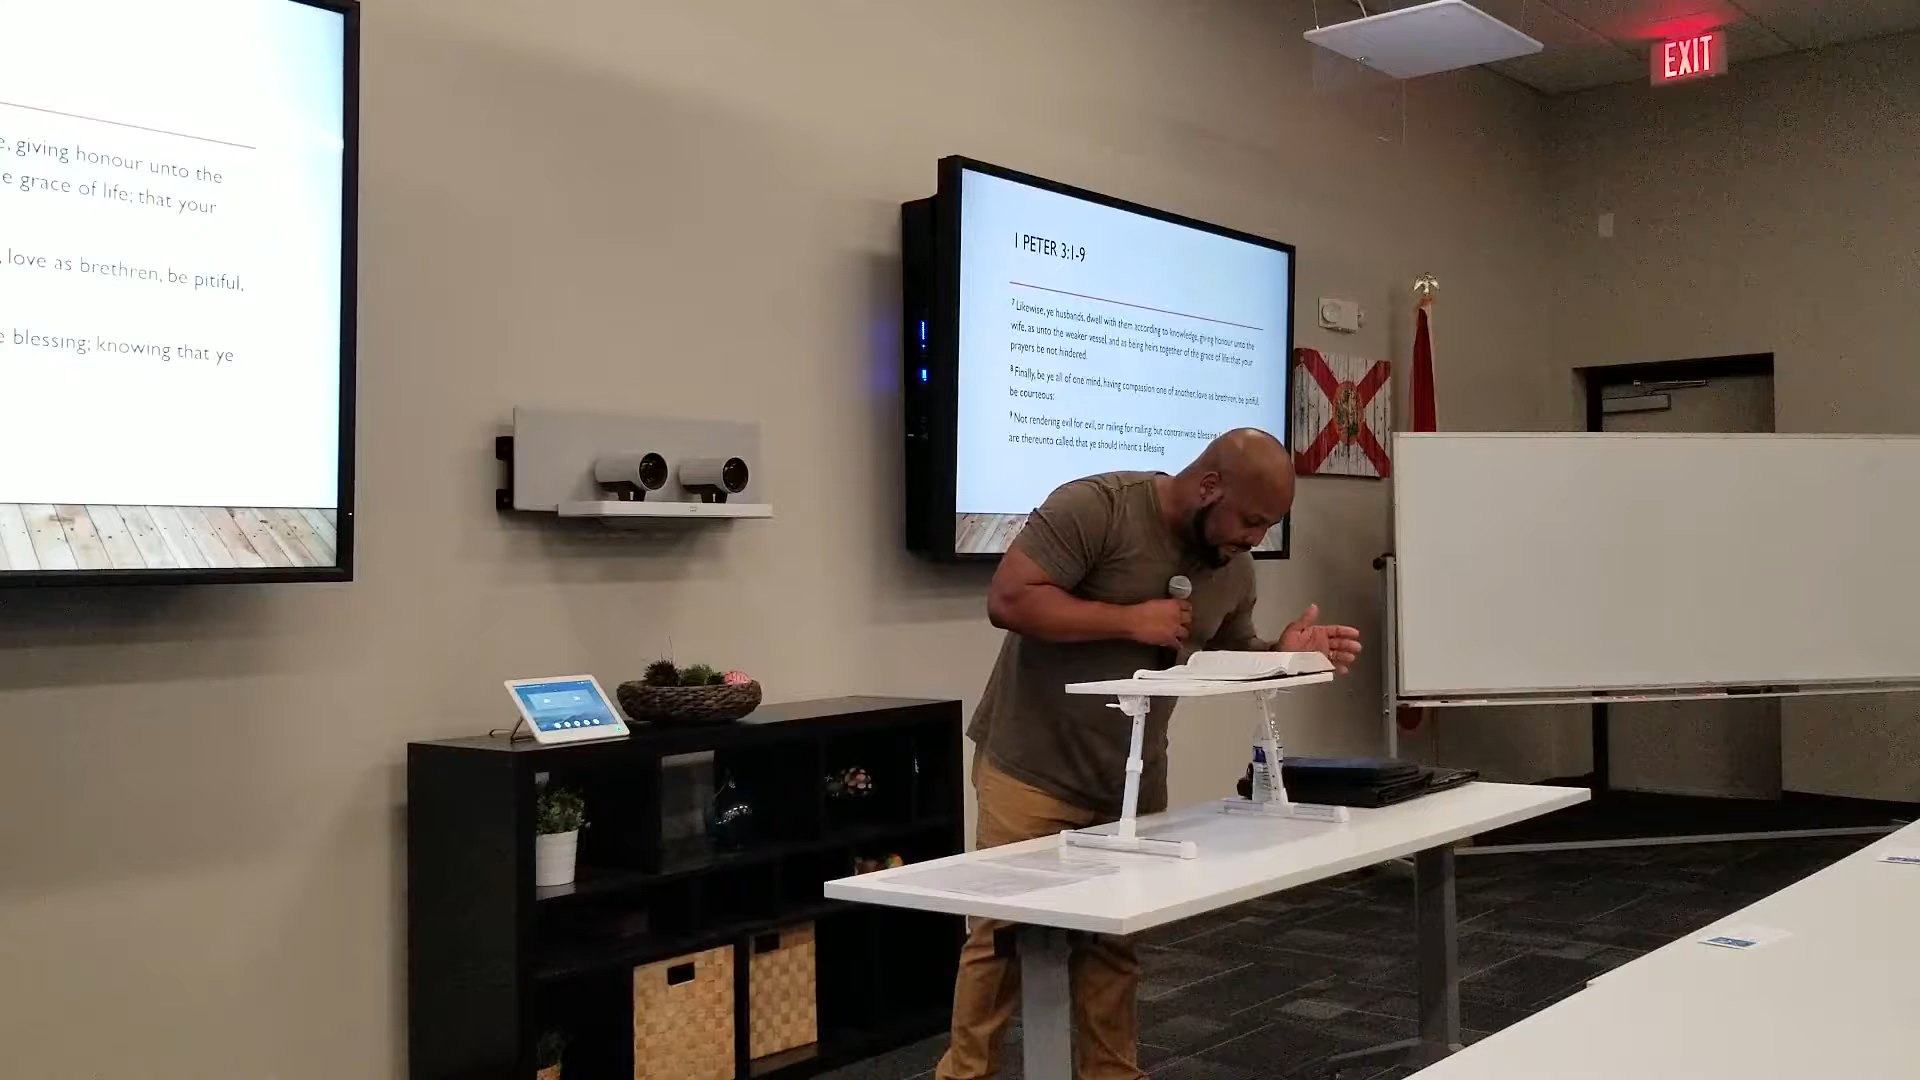 e, giving honour unto the
e grace of life; that your
, love as brethren, be pitiful,
e blessing; knowing that ye
1 PETER 3:1-9
7 Likewise, ye husbands, dwell with them according to knowledge, giving honour unto the
wife, as unto the weaker vessel, and as being heirs together of the grace of life; that your
prayers be not hindered.
8 Finally, be ye all of one mind, having compassion one of another, love as brethren, be pitiful,
be courteous:
9 Not rendering evil for evil, or railing for railing: but contrariwise blessing;
are thereunto called, that ye should inherit a blessing
EXIT